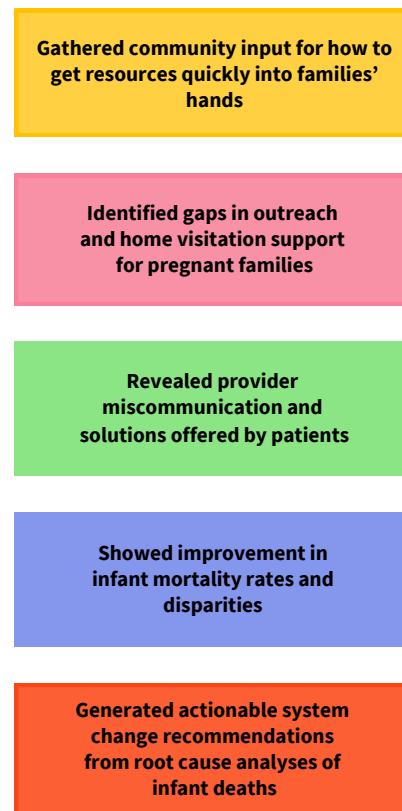 Gathered community input for how to
get resources quickly into families’
hands
Identified gaps in outreach
and home visitation support
for pregnant families
Revealed provider
miscommunication and
solutions offered by patients
Showed improvement in
infant mortality rates and
disparities
Generated actionable system
change recommendations
from root cause analyses of
infant deaths